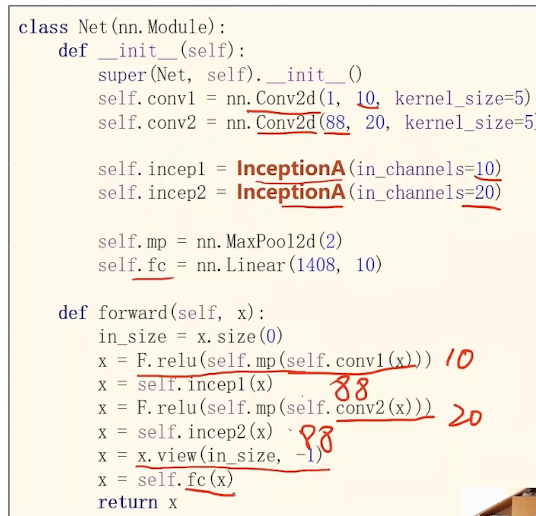 class Net(nn.Module):
    def __init__(self):
        super(Net, self).__init__()
        self.conv1 = nn.Conv2d(1, 10, kernel_size=5)
        self.conv2 = nn.Conv2d(88, 20, kernel_size=5)
        self.incep1 = InceptionA(in_channels=10)
        self.incep2 = InceptionA(in_channels=20)
        self.mp = nn.MaxPool2d(2)
        self.fc = nn.Linear(1408, 10)
    def forward(self, x):
        in_size = x.size(0)
        x = F.relu(self.mp(self.conv1(x))) 10
        x = self.incep1(x) 88
        x = F.relu(self.mp(self.conv2(x))) 20
        x = self.incep2(x) 88
        x = x.view(in_size, -1)
        x = self.fc(x)
        return x